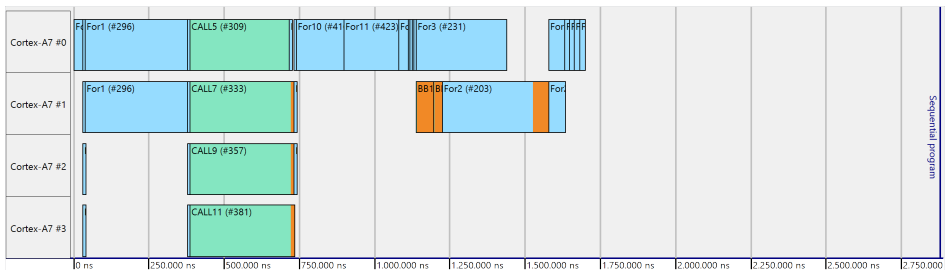 Cortex-A7 #0
For1 (#296)
CALL5 (#309)
For10 (#41
For11 (#423)
For3 (#231)
For
Cortex-A7 #1
For1 (#296)
CALL7 (#333)
BB1
For2 (#203)
For
Cortex-A7 #2
CALL9 (#357)
Cortex-A7 #3
CALL11 (#381)
Sequential program
0 ns
250.000 ns
500.000 ns
750.000 ns
1.000.000 ns
1.250.000 ns
1.500.000 ns
1.750.000 ns
2.000.000 ns
2.250.000 ns
2.500.000 ns
2.750.000